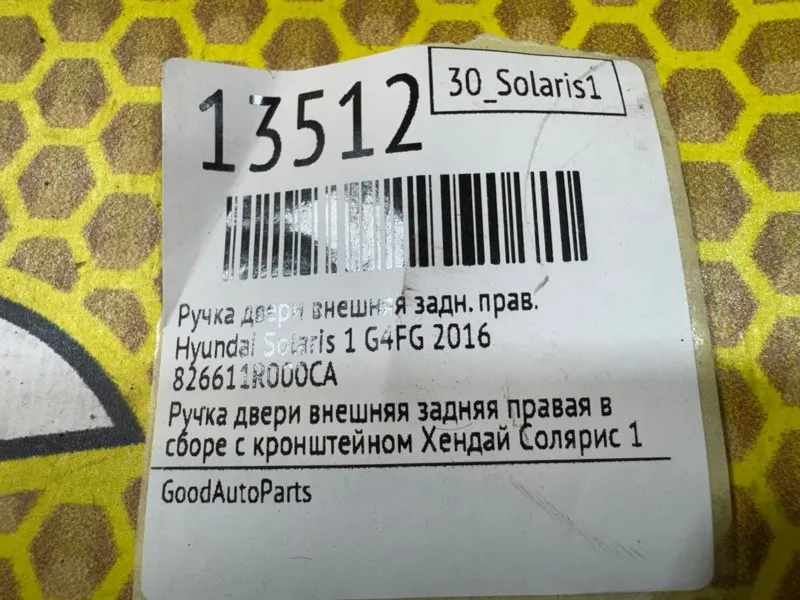 30_Solaris1
13512
Ручка двери внешняя задн. прав.
Hyundai Solaris 1 G4FG 2016
826611R000CA
Ручка двери внешняя задняя правая в
сборе с кронштейном Хендай Солярис 1
GoodAutoParts